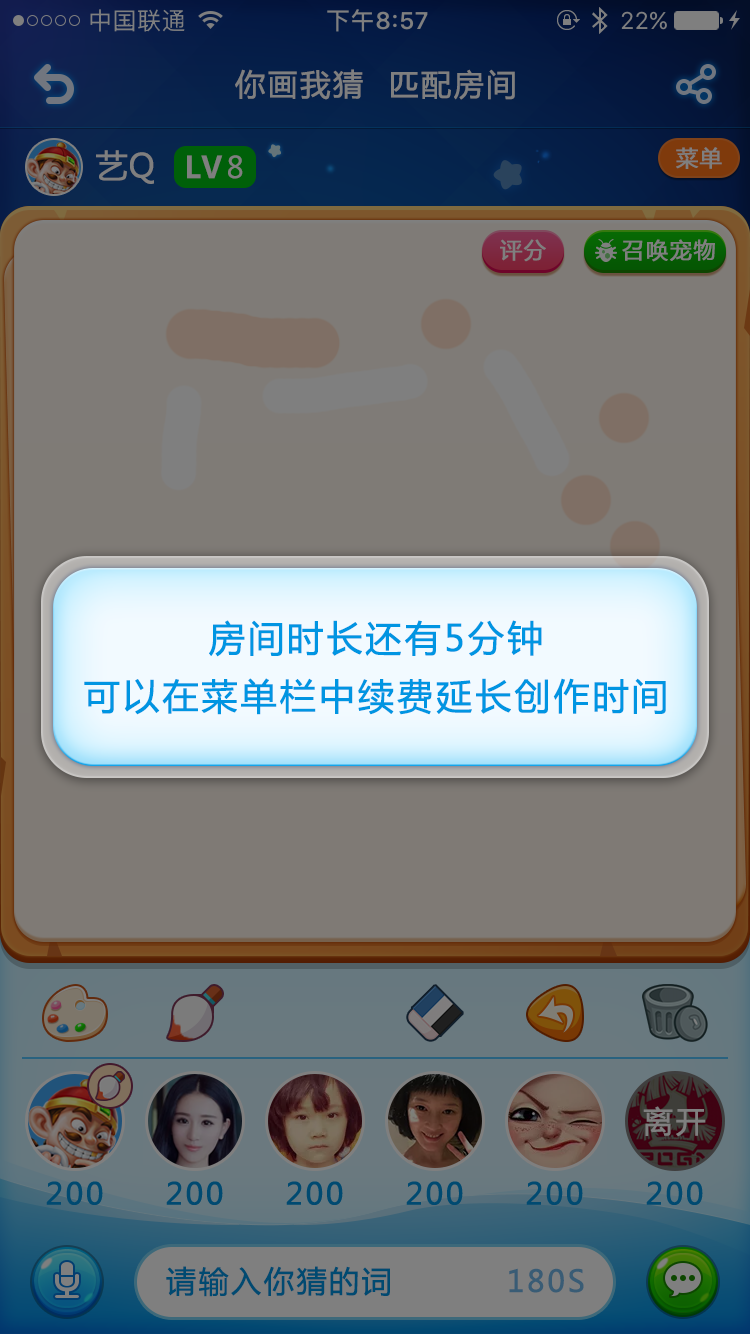 中国联通 下午8:57 22%
你画我猜 匹配房间
艺Q LV8 菜单
评分 召唤宠物
房间时长还有5分钟
可以在菜单栏中续费延长创作时间
离开
200 200 200 200 200 200
请输入你猜的词 180S